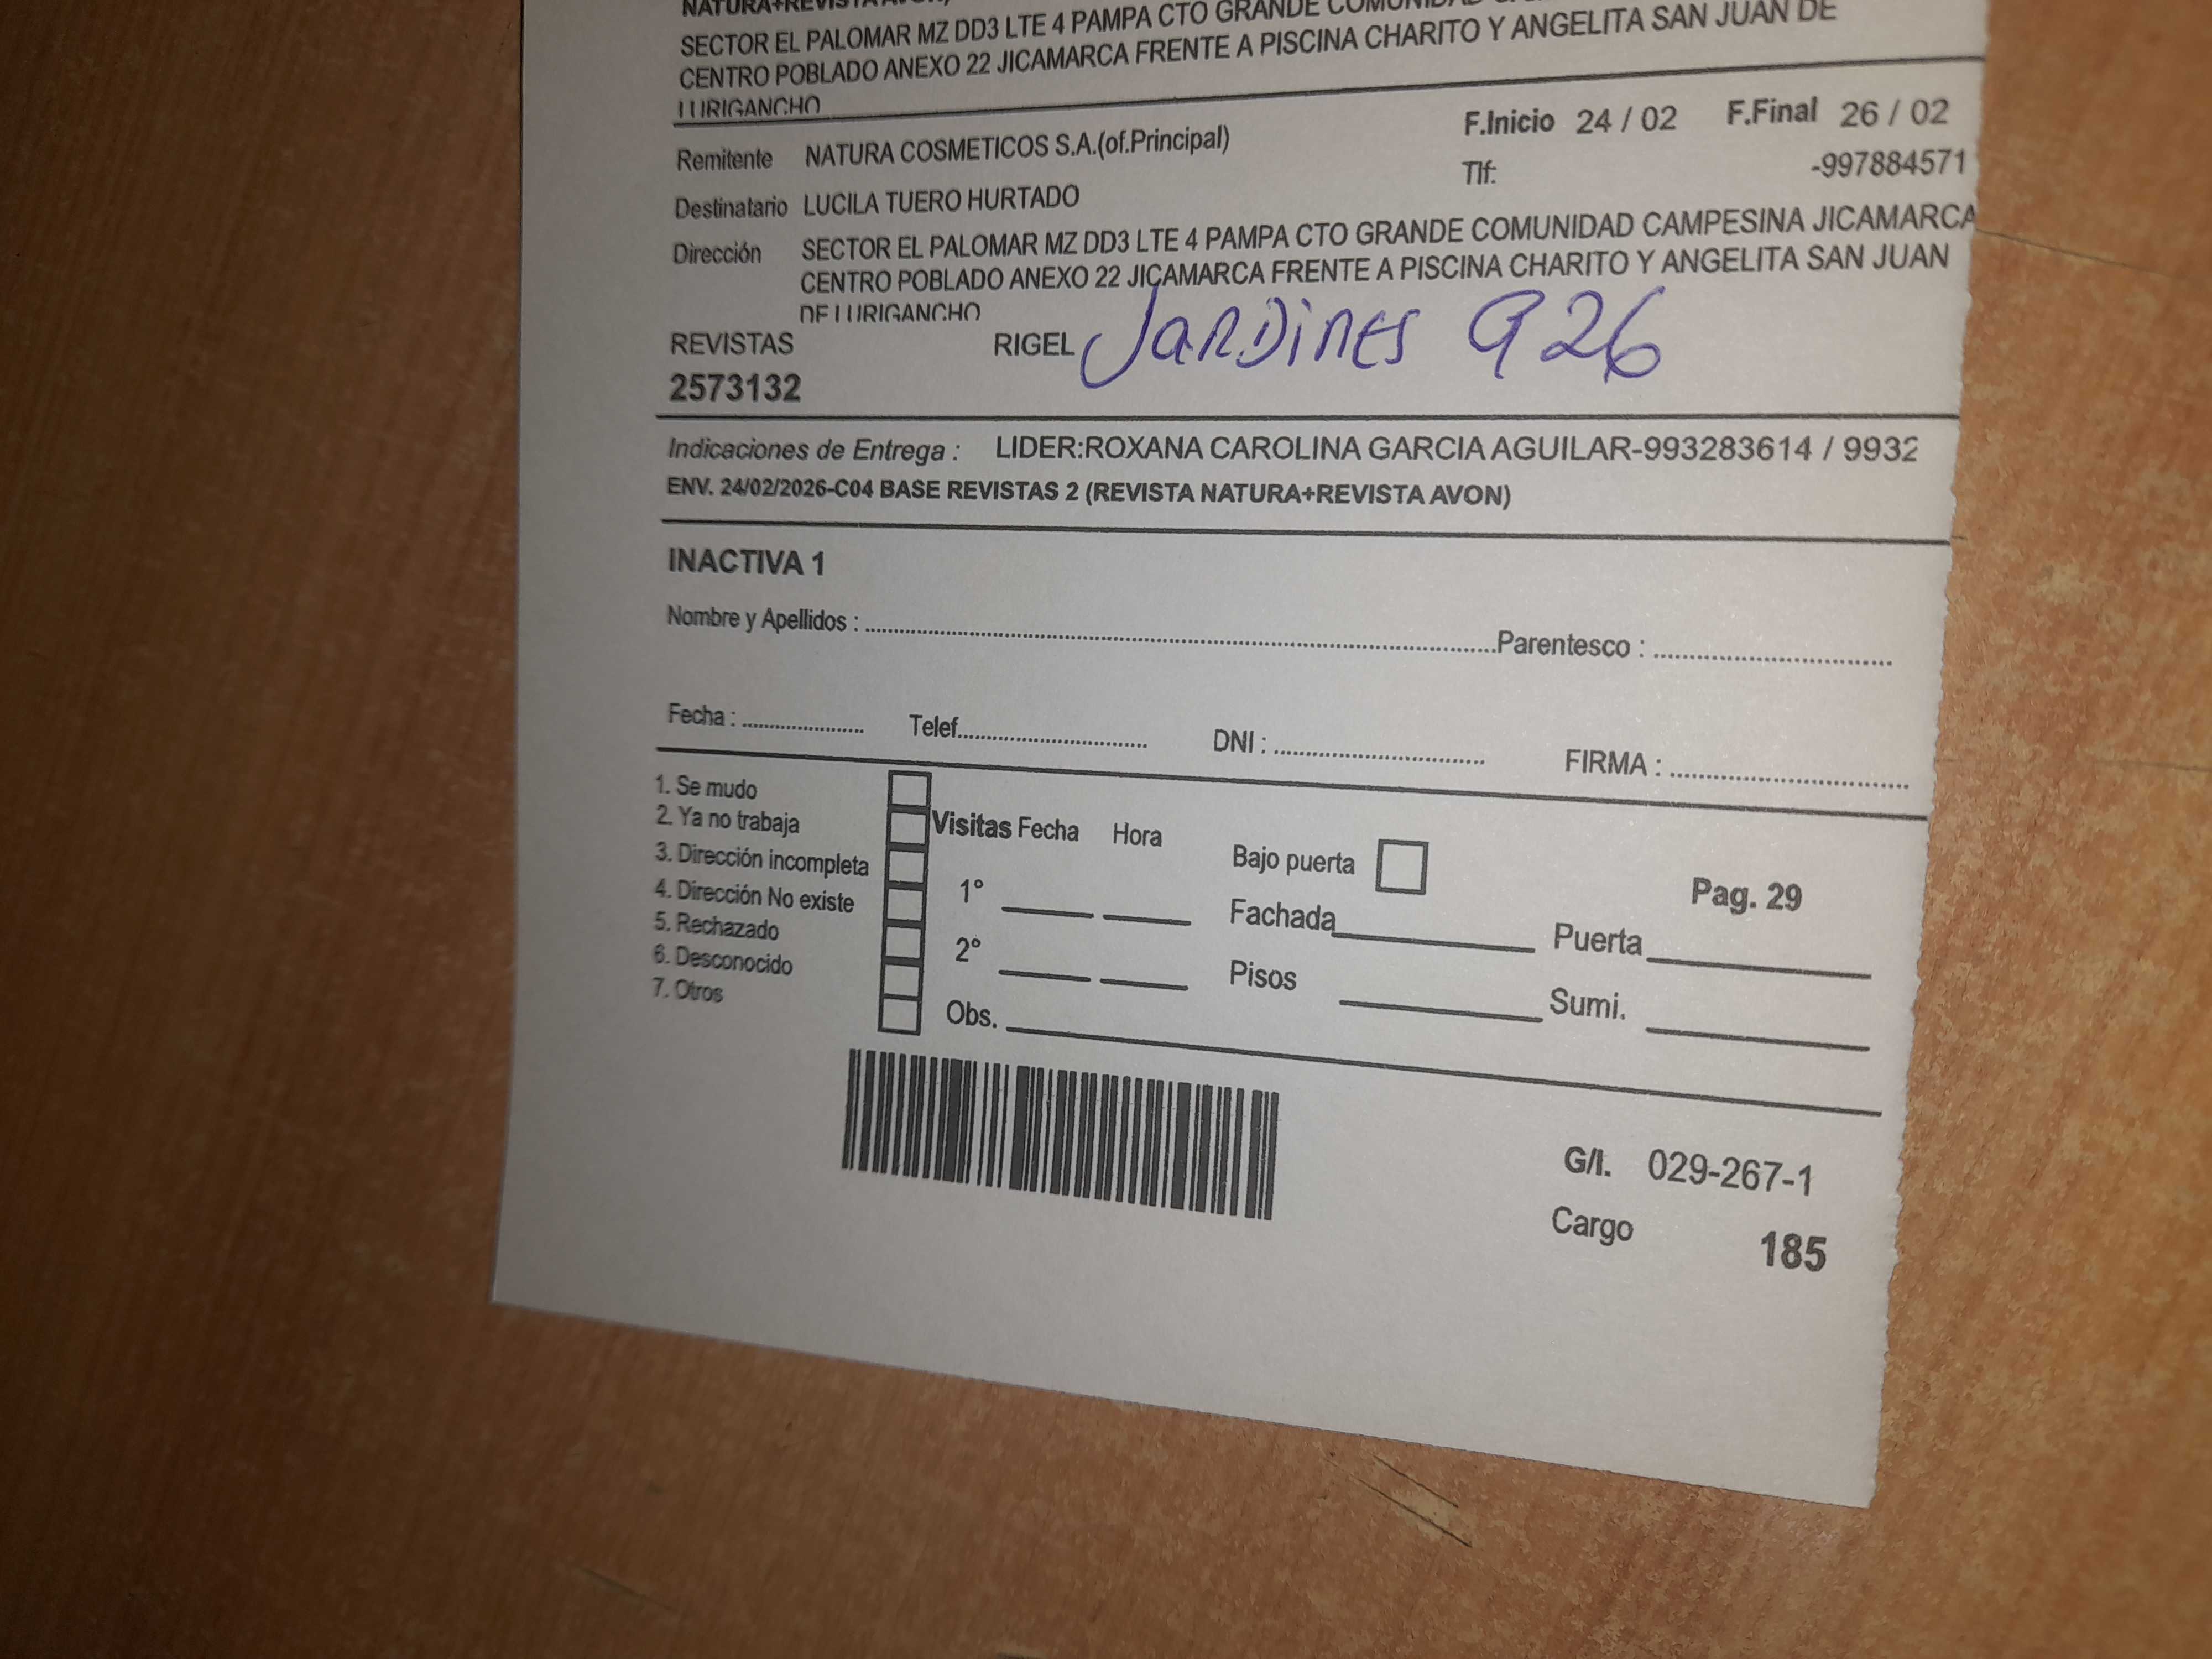 NATURA+REVISTA
SECTOR EL PALOMAR MZ DD3 LTE 4 PAMPA CTO GRANDE
CENTRO POBLADO ANEXO 22 JICAMARCA FRENTE A PISCINA CHARITO Y ANGELITA SAN JUAN DE
LURIGANCHO
F.Inicio 24 / 02 F.Final 26 / 02
Remitente NATURA COSMETICOS S.A.(of.Principal)
Tlf: -997884571
Destinatario LUCILA TUERO HURTADO
Dirección SECTOR EL PALOMAR MZ DD3 LTE 4 PAMPA CTO GRANDE COMUNIDAD CAMPESINA JICAMARCA
CENTRO POBLADO ANEXO 22 JICAMARCA FRENTE A PISCINA CHARITO Y ANGELITA SAN JUAN
DE LURIGANCHO
REVISTAS RIGEL JARDINES 926
2573132
Indicaciones de Entrega : LIDER:ROXANA CAROLINA GARCIA AGUILAR-993283614 / 9932
ENV. 24/02/2026-C04 BASE REVISTAS 2 (REVISTA NATURA+REVISTA AVON)
INACTIVA 1
Nombre y Apellidos : Parentesco :
Fecha : Telef. DNI : FIRMA :
1. Se mudo
2. Ya no trabaja
3. Dirección incompleta
4. Dirección No existe
5. Rechazado
6. Desconocido
7. Otros
Visitas Fecha Hora
1°
2°
Obs.
Bajo puerta
Fachada
Pisos
Pag. 29
Puerta
Sumi.
G/I. 029-267-1
Cargo 185